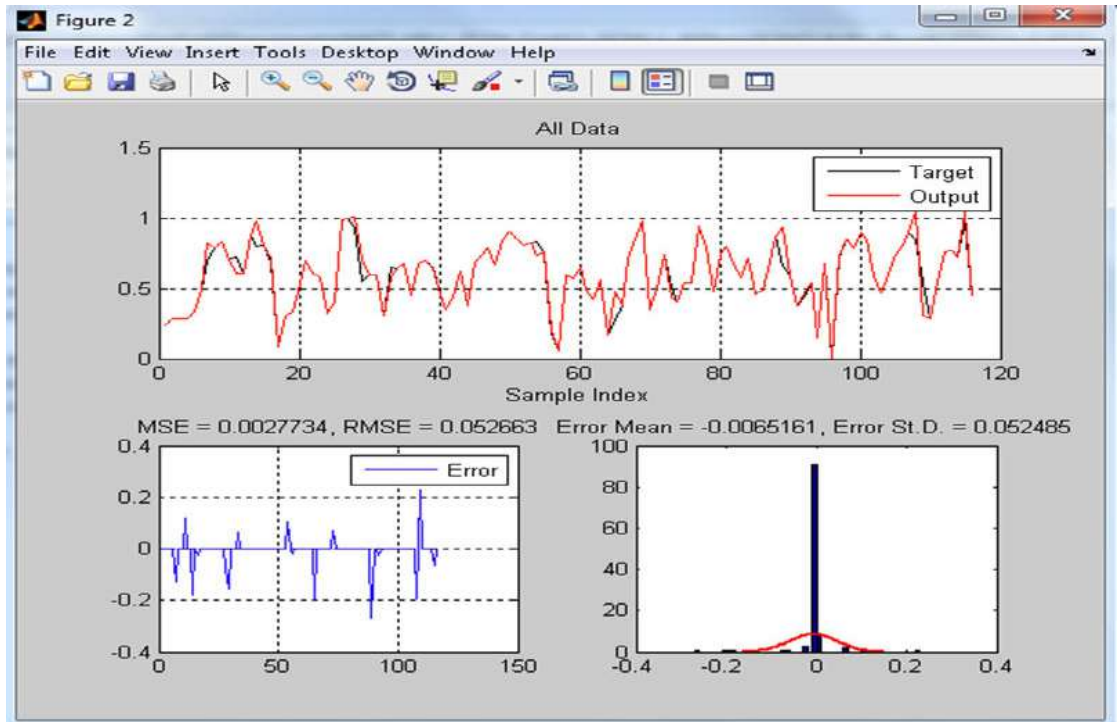 Figure 2
File Edit View Insert Tools Desktop Window Help
All Data
1.5
1
0.5
0
Target
Output
0 20 40 60 80 100 120
Sample Index
MSE = 0.0027734, RMSE = 0.052663
0.4
0.2
0
-0.2
-0.4
Error
0 50 100 150
Error Mean = -0.0065161, Error St.D. = 0.052485
100
80
60
40
20
0
-0.4 -0.2 0 0.2 0.4